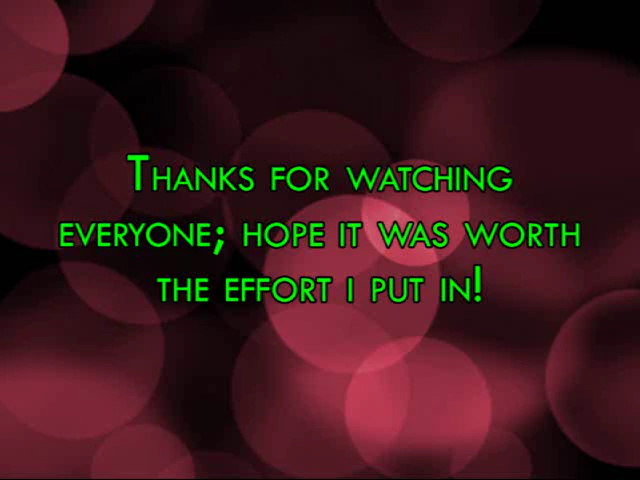 Thanks for watching
everyone; hope it was worth
the effort I put in!